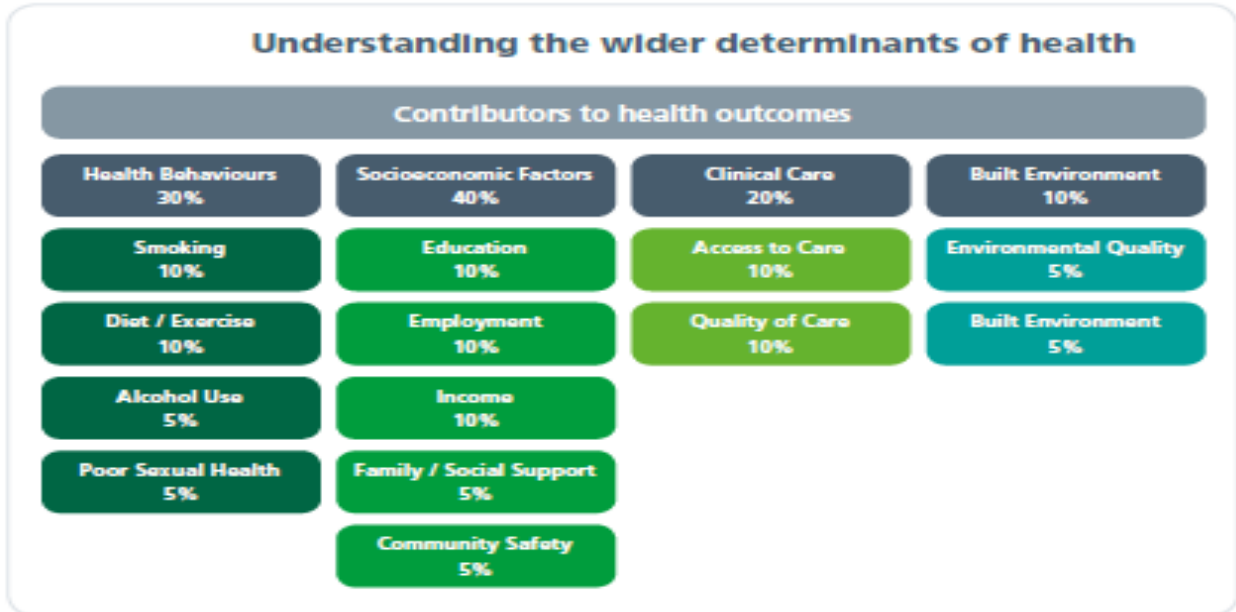 Understanding the wider determinants of health
Contributors to health outcomes
Health Behaviours
30%
Smoking
10%
Diet / Exercise
10%
Alcohol Use
5%
Poor Sexual Health
5%
Socioeconomic Factors
40%
Education
10%
Employment
10%
Income
10%
Family / Social Support
5%
Community Safety
5%
Clinical Care
20%
Access to Care
10%
Quality of Care
10%
Built Environment
10%
Environmental Quality
5%
Built Environment
5%